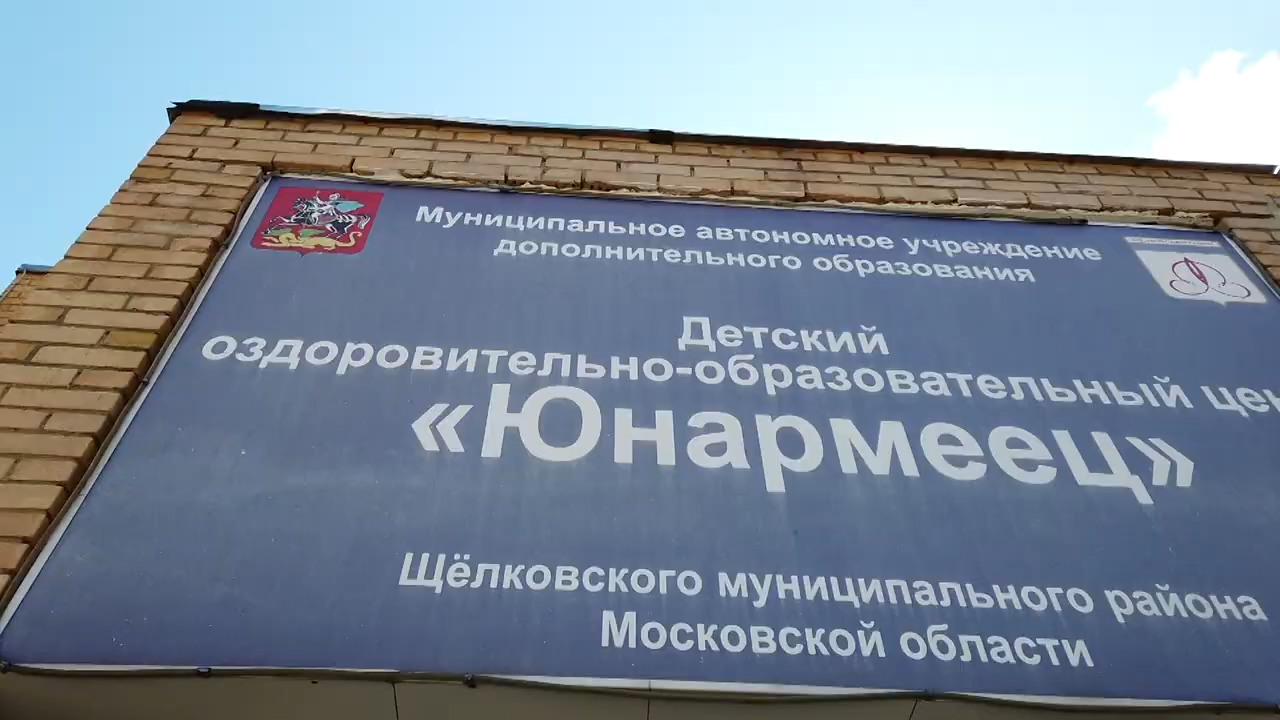 Муниципальное автономное учреждение
дополнительного образования
Детский
оздоровительно-образовательный
«Юнармеец»
Щёлковского муниципального района
Московской области